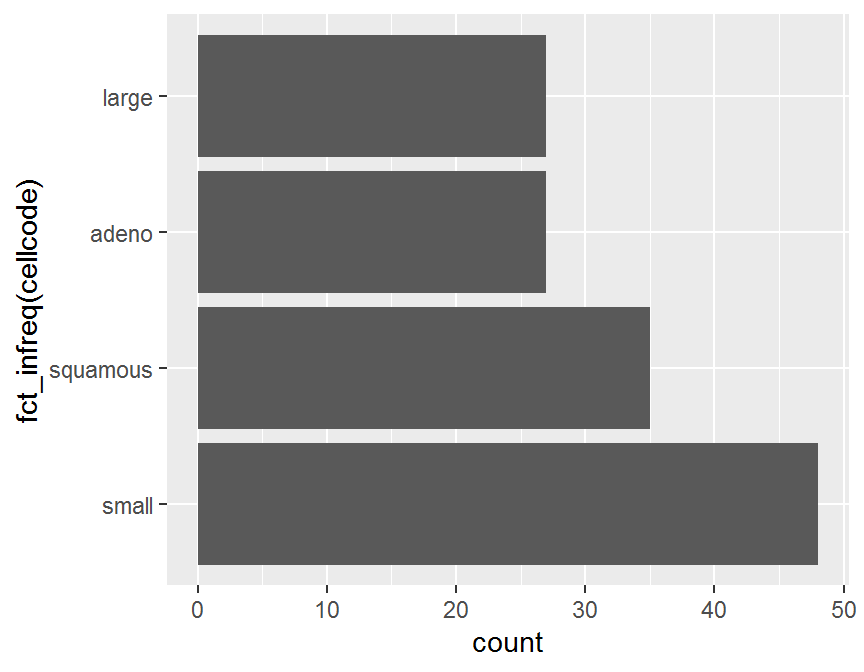 large
adeno
squamous
small
fct_infreq(cellcode)
0 10 20 30 40 50
count